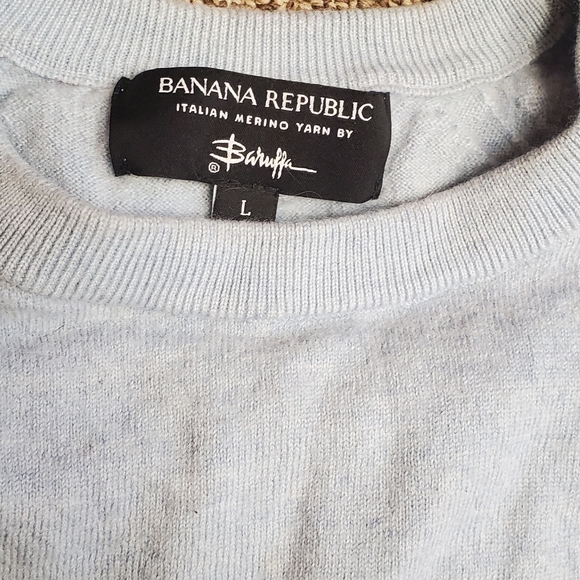 BANANA REPUBLIC
ITALIAN MERINO YARN BY
Baruffa
®
L